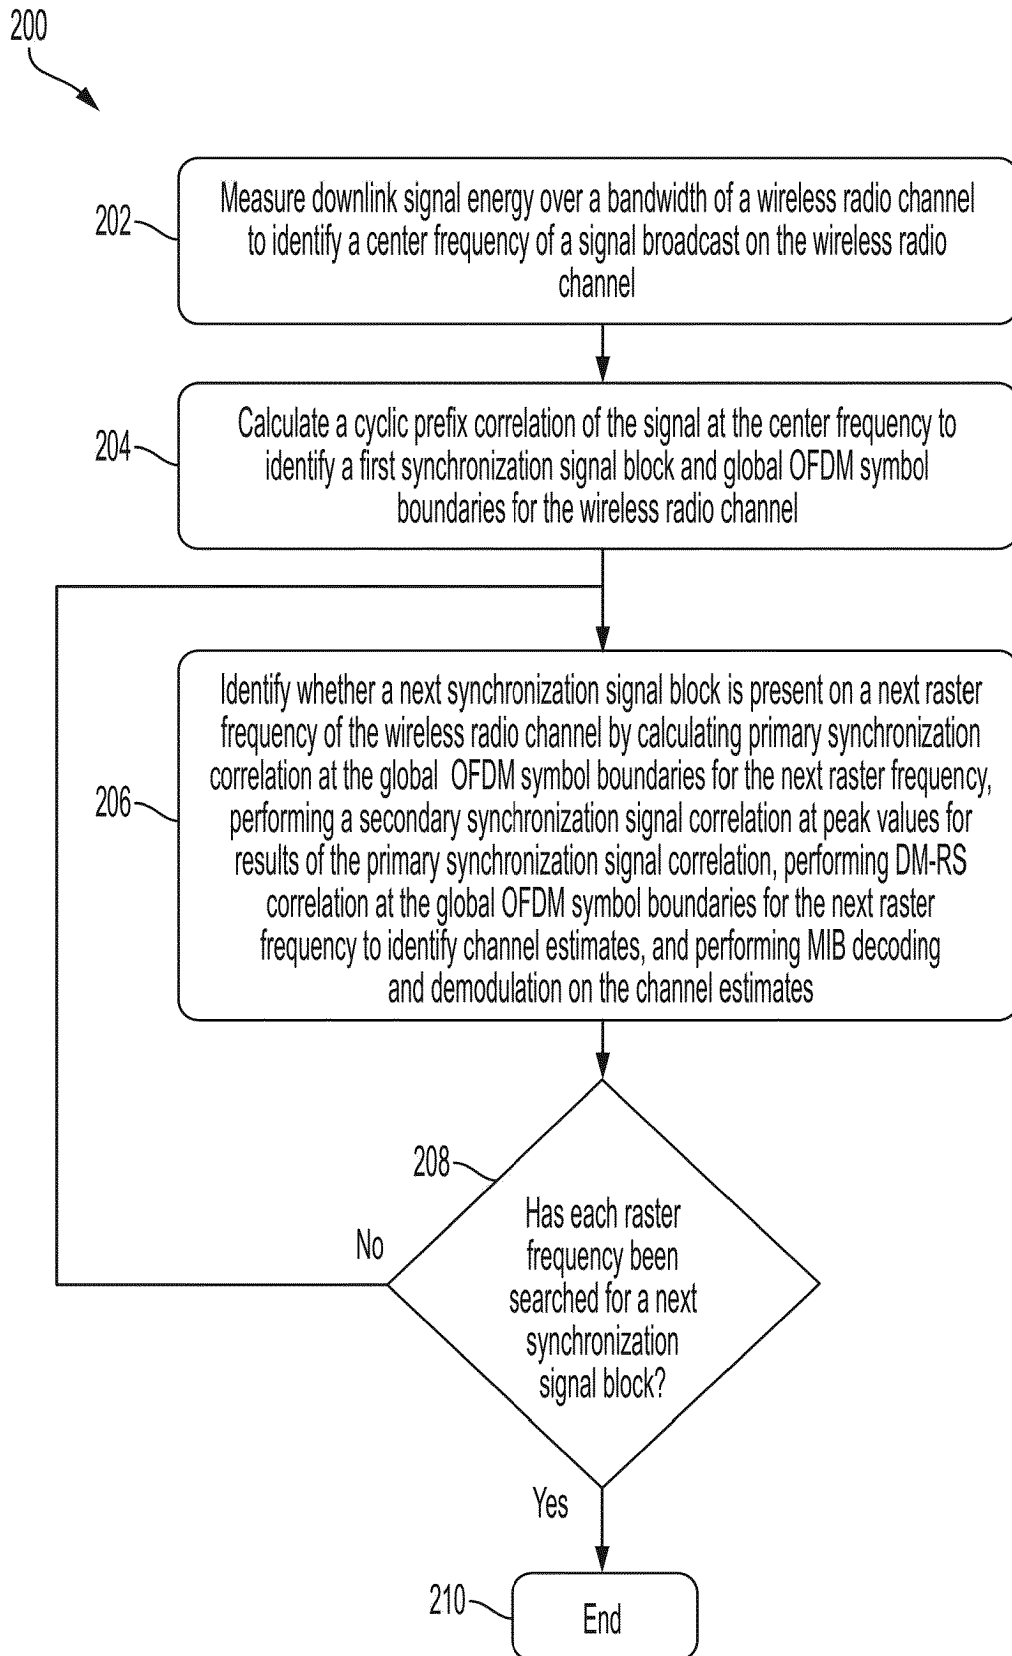 200
202
Measure downlink signal energy over a bandwidth of a wireless radio channel
to identify a center frequency of a signal broadcast on the wireless radio
channel
204
Calculate a cyclic prefix correlation of the signal at the center frequency to
identify a first synchronization signal block and global OFDM symbol
boundaries for the wireless radio channel
206
Identify whether a next synchronization signal block is present on a next raster
frequency of the wireless radio channel by calculating primary synchronization
correlation at the global OFDM symbol boundaries for the next raster frequency,
performing a secondary synchronization signal correlation at peak values for
results of the primary synchronization signal correlation, performing DM-RS
correlation at the global OFDM symbol boundaries for the next raster
frequency to identify channel estimates, and performing MIB decoding
and demodulation on the channel estimates
208
Has each raster
frequency been
searched for a next
synchronization
signal block?
No
Yes
210
End